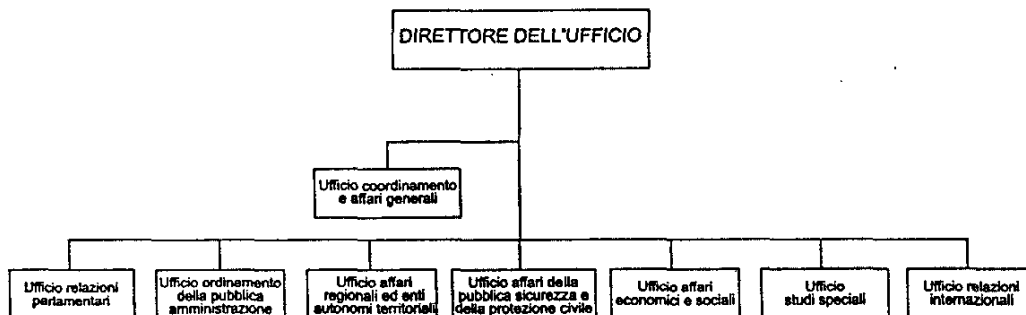 DIRETTORE DELL'UFFICIO
Ufficio coordinamento
e affari generali
Ufficio relazioni
parlamentari
Ufficio ordinamento
della pubblica
amministrazione
Ufficio affari
regionali ed enti
autonomi territoriali
Ufficio affari della
pubblica sicurezza e
della protezione civile
Ufficio affari
economici e sociali
Ufficio
studi speciali
Ufficio relazioni
internazionali